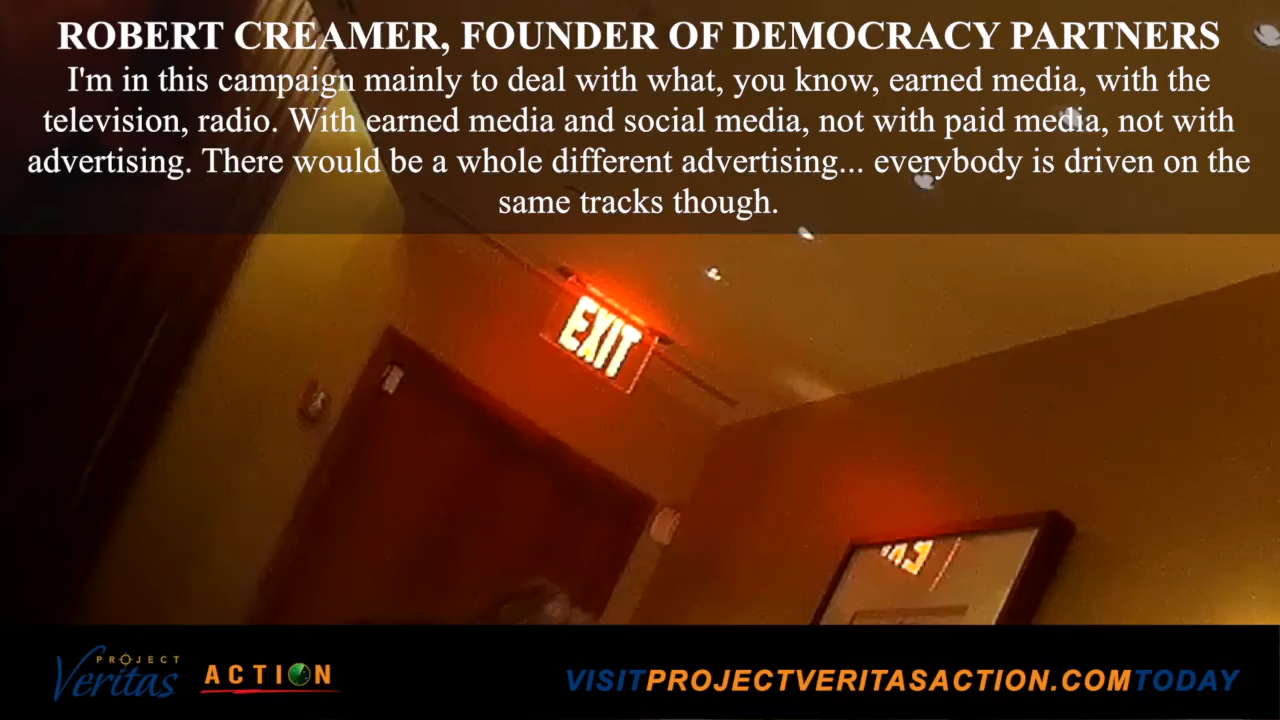 ROBERT CREAMER, FOUNDER OF DEMOCRACY PARTNERS
I'm in this campaign mainly to deal with what, you know, earned media, with the
television, radio. With earned media and social media, not with paid media, not with
advertising. There would be a whole different advertising... everybody is driven on the
same tracks though.
EXIT
PROJECT
Veritas
ACTION
VISITPROJECTVERITASACTION.COMTODAY